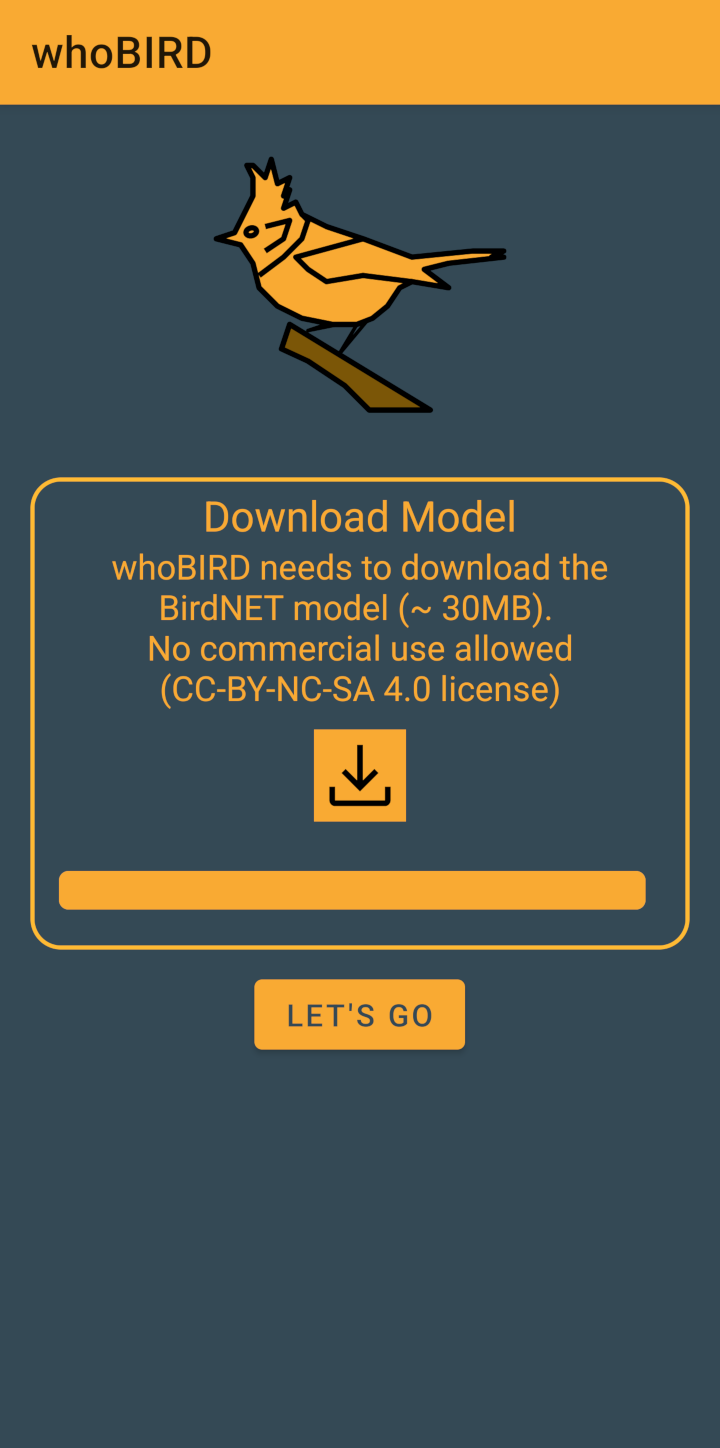 whoBIRD
Download Model
whoBIRD needs to download the
BirdNET model (~ 30MB).
No commercial use allowed
(CC-BY-NC-SA 4.0 license)
LET'S GO